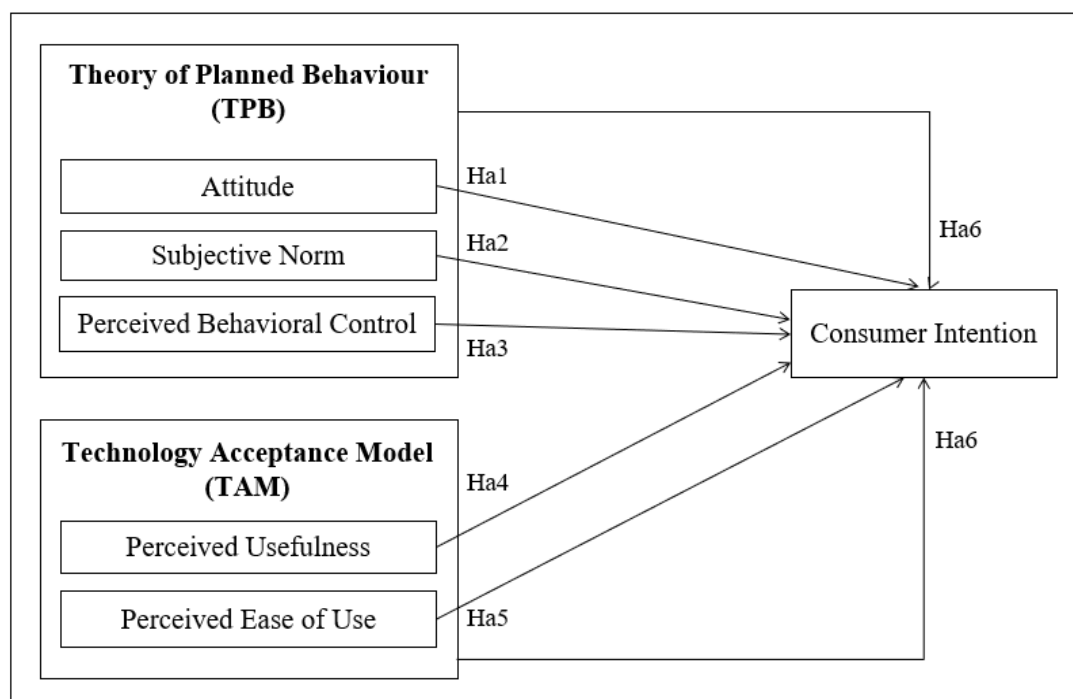 Theory of Planned Behaviour
(TPB)
Attitude
Subjective Norm
Perceived Behavioral Control
Ha1
Ha2
Ha3
Ha6
Consumer Intention
Technology Acceptance Model
(TAM)
Perceived Usefulness
Perceived Ease of Use
Ha4
Ha5
Ha6